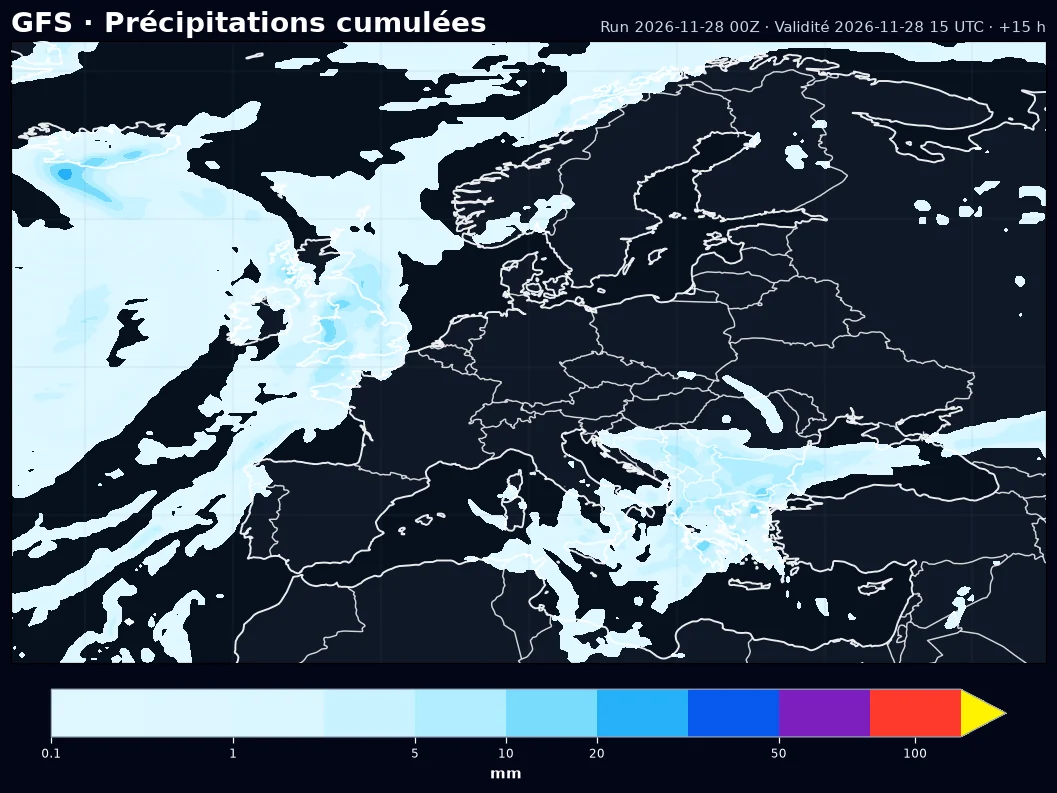 GFS · Précipitations cumulées
Run 2026-11-28 00Z · Validité 2026-11-28 15 UTC · +15 h
0.1 1 5 10 20 50 100
mm